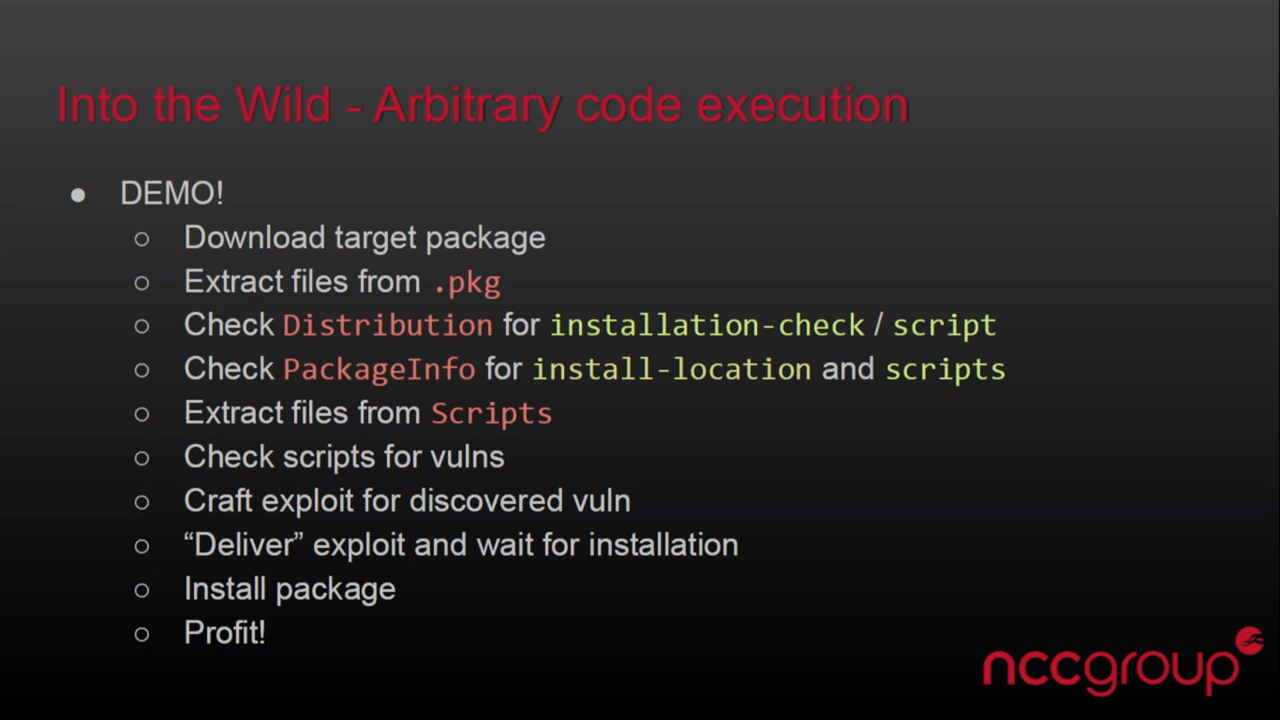 Into the Wild - Arbitrary code execution
● DEMO!
○ Download target package
○ Extract files from .pkg
○ Check Distribution for installation-check / script
○ Check PackageInfo for install-location and scripts
○ Extract files from Scripts
○ Check scripts for vulns
○ Craft exploit for discovered vuln
○ “Deliver” exploit and wait for installation
○ Install package
○ Profit!
nccgroup